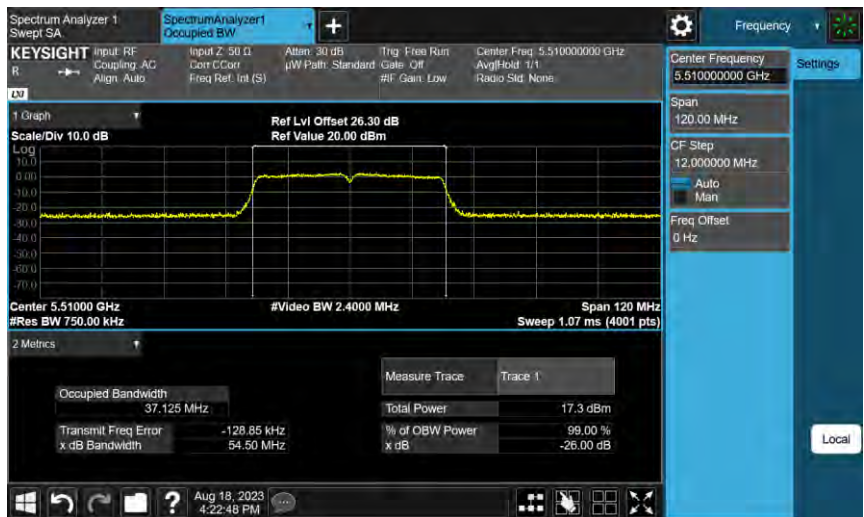 Spectrum Analyzer 1
Swept SA
SpectrumAnalyzer1
Occupied BW
Frequency
KEYSIGHT
R
LXI
Input: RF
Coupling: AC
Align: Auto
Input Z: 50 Ω
Corr CCorr
Freq Ref: Int (S)
Atten: 30 dB
µW Path: Standard
Trig: Free Run
Gate: Off
#IF Gain: Low
Center Freq: 5.510000000 GHz
Avg|Hold: 1/1
Radio Std: None
Center Frequency
5.510000000 GHz
Settings
Span
120.00 MHz
CF Step
12.000000 MHz
Auto
Man
Freq Offset
0 Hz
Local
1 Graph
Scale/Div 10.0 dB
Ref Lvl Offset 26.30 dB
Ref Value 20.00 dBm
Log
10.0
0.00
-10.0
-20.0
-30.0
-40.0
-50.0
-60.0
-70.0
Center 5.51000 GHz
#Res BW 750.00 kHz
#Video BW 2.4000 MHz
Span 120 MHz
Sweep 1.07 ms (4001 pts)
2 Metrics
Measure Trace Trace 1
Occupied Bandwidth
37.125 MHz
Total Power 17.3 dBm
Transmit Freq Error -128.85 kHz
% of OBW Power 99.00 %
x dB Bandwidth 54.50 MHz
x dB -26.00 dB
?
Aug 18, 2023
4:22:48 PM